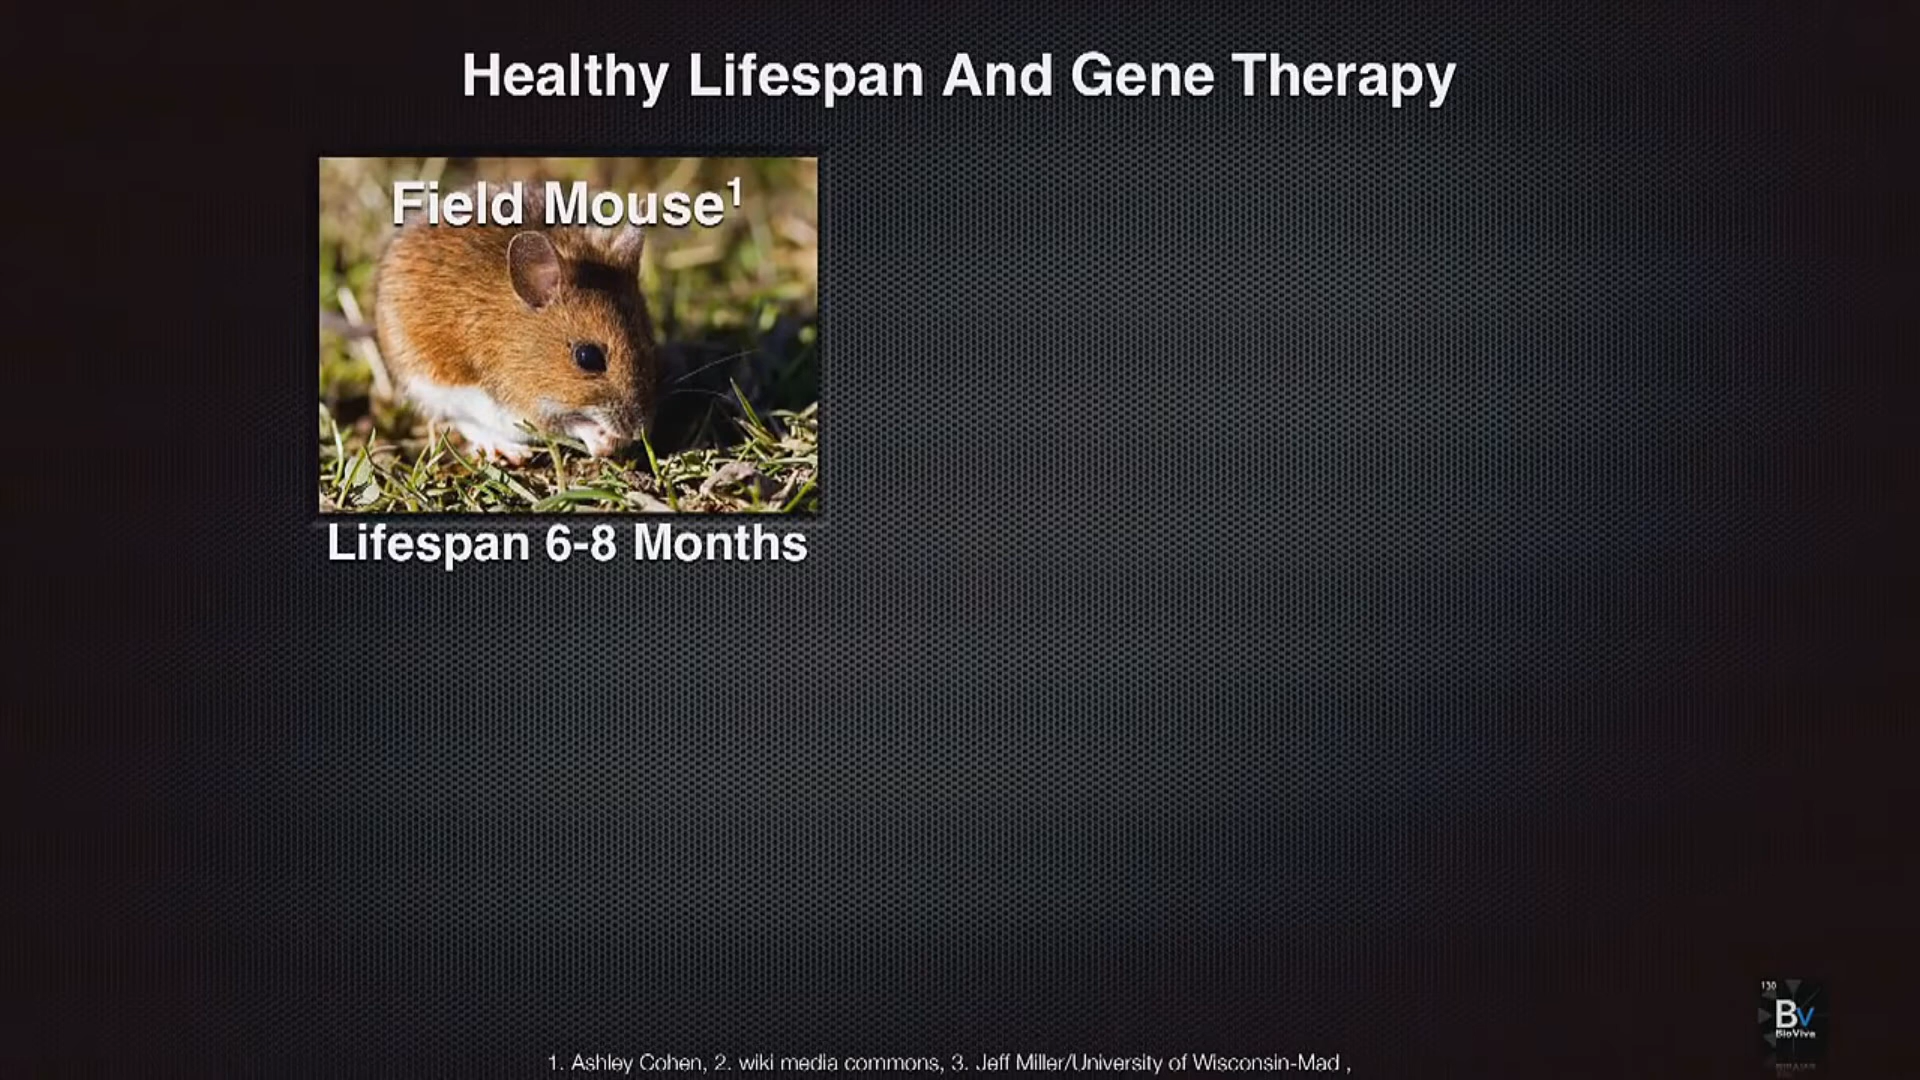 Healthy Lifespan And Gene Therapy
Field Mouse¹
Lifespan 6-8 Months
130
Bv
BioViva
1. Ashley Cohen, 2. wiki media commons, 3. Jeff Miller/University of Wisconsin-Mad ,